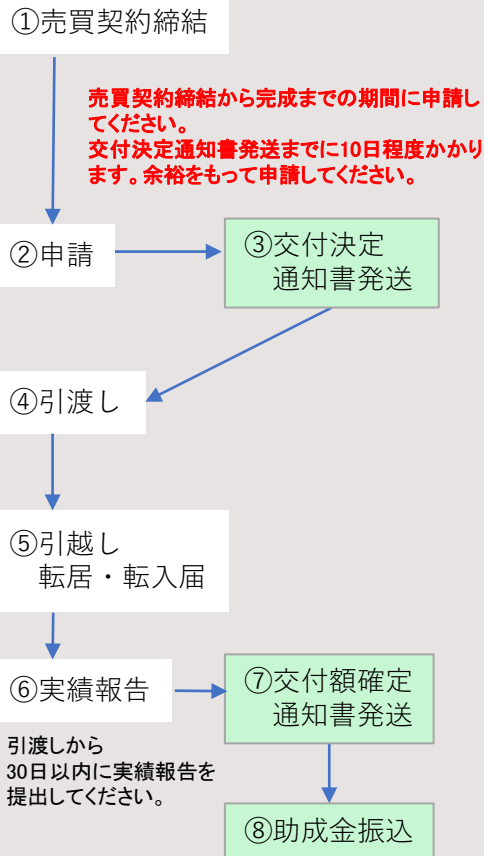 ①売買契約締結
売買契約締結から完成までの期間に申請し
てください。
交付決定通知書発送までに10日程度かかり
ます。余裕をもって申請してください。
②申請
③交付決定
通知書発送
④引渡し
⑤引越し
転居・転入届
⑥実績報告
⑦交付額確定
通知書発送
引渡しから
30日以内に実績報告を
提出してください。
⑧助成金振込